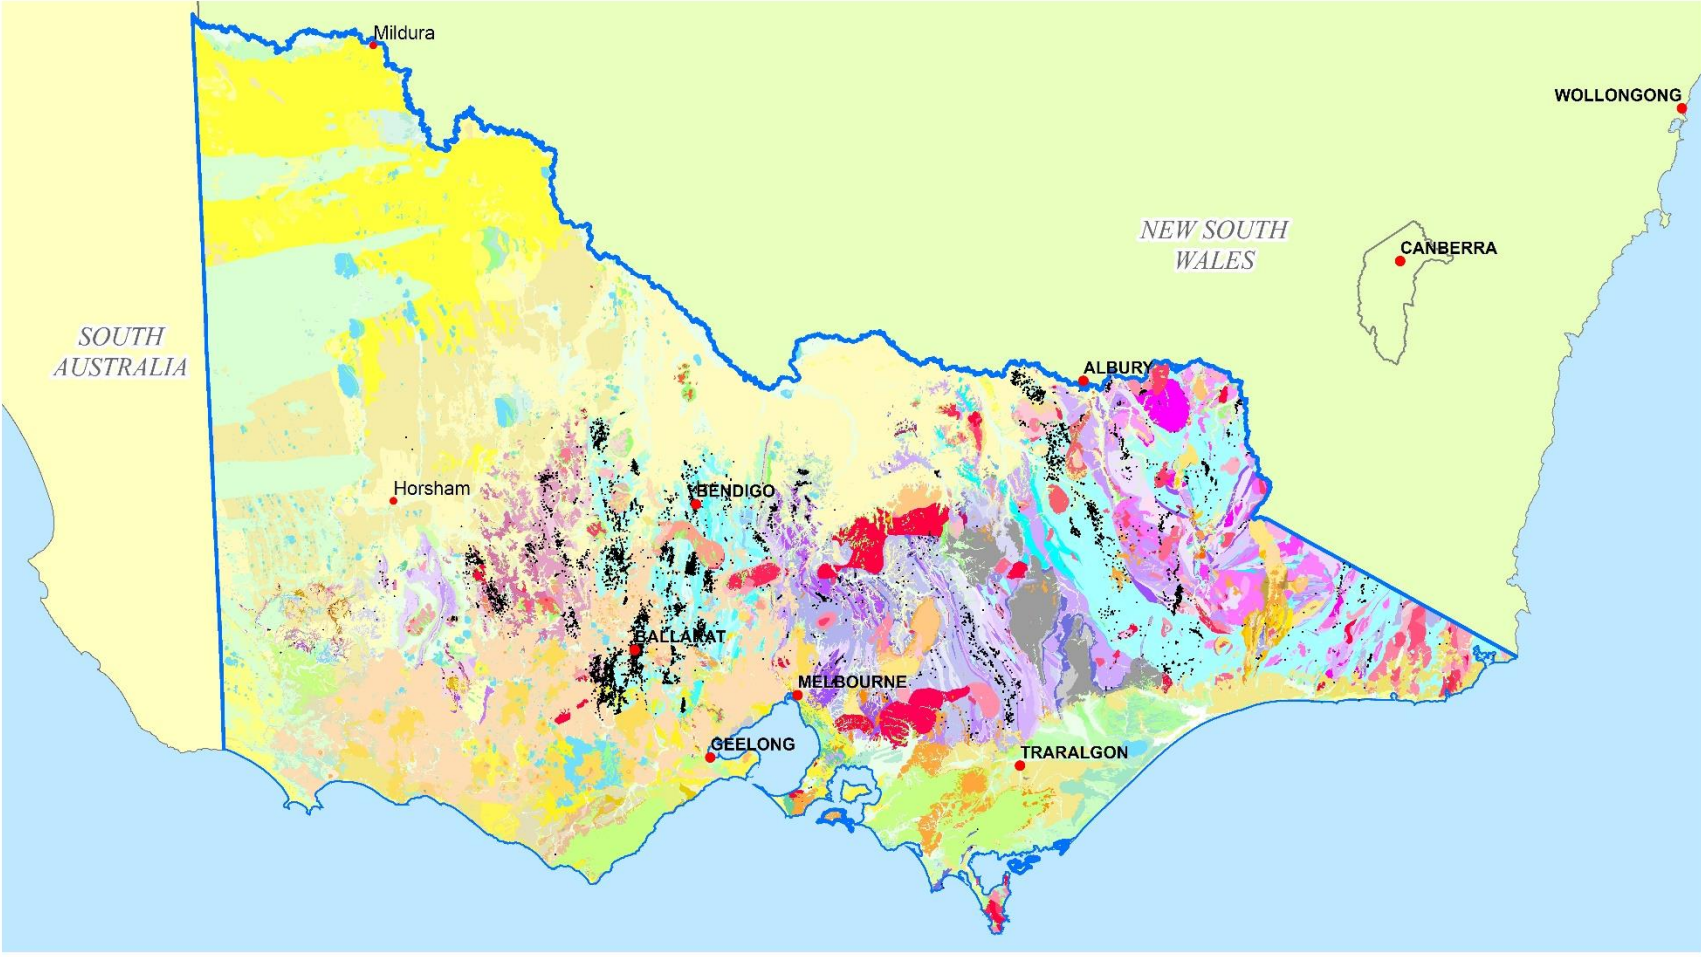 Mildura
WOLLONGONG
NEW SOUTH
WALES
CANBERRA
SOUTH
AUSTRALIA
ALBURY
Horsham
BENDIGO
BALLARAT
MELBOURNE
GEELONG
TRARALGON